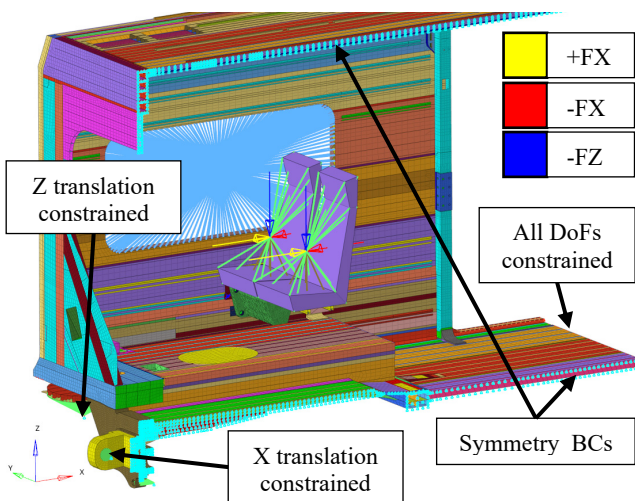 +FX
-FX
-FZ
Z translation
constrained
All DoFs
constrained
Symmetry BCs
X translation
constrained
Z
Y
X